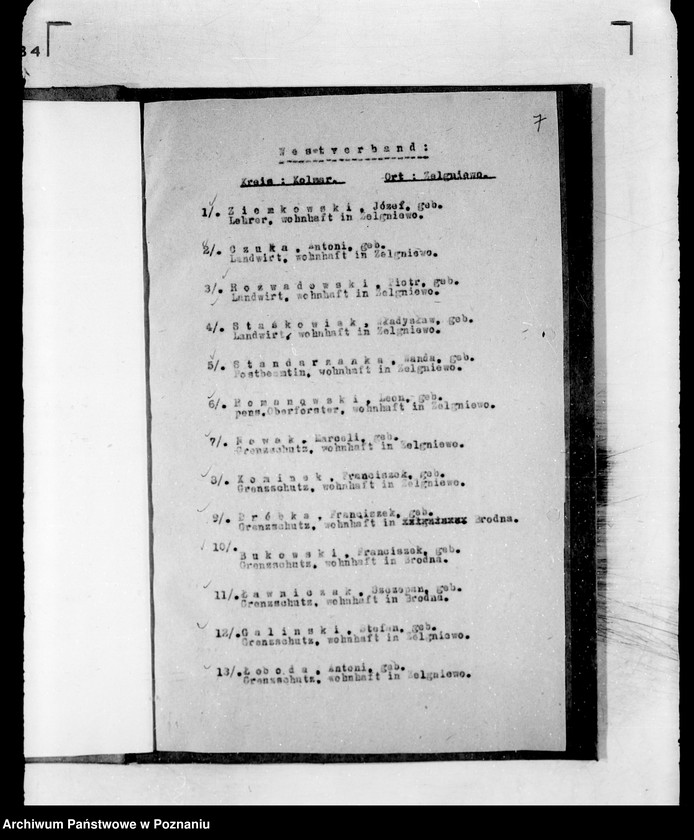 34
7
Westverband:
Kreis : Kolmar. Ort : Zelgniewo.
1/. Ziemkowski, Józef, geb.
Lehrer, wohnhaft in Zelgniewo.
2/. Czuka, Antoni, geb.
Landwirt, wohnhaft in Zelgniewo.
3/. Rozwadowski, Piotr, geb.
Landwirt, wohnhaft in Zelgniewo.
4/. Stańkowiak, Władysław, geb.
Landwirt, wohnhaft in Zelgniewo.
5/. Standarzanka, Wanda, geb.
Postbeamtin, wohnhaft in Zelgniewo.
6/. Romanowski, Leon, geb.
pens.Oberforster, wohnhaft in Zelgniewo.
7/. Nowak, Marceli, geb.
Grenzschutz, wohnhaft in Zelgniewo.
8/. Kominek, Franciszek, geb.
Grenzschutz, wohnhaft in Zelgniewo.
9/. Dróbka, Franciszek, geb.
Grenzschutz, wohnhaft in Brodna.
10/.
Bukowski, Franciszek, geb.
Grenzschutz, wohnhaft in Brodna.
11/. Ławniczak, Szczepan, geb.
Grenzschutz, wohnhaft in Brodna.
12/. Galinski, Stefan, geb.
Grenzschutz, wohnhaft in Zelgniewo.
13/. Łoboda, Antoni, geb.
Grenzschutz, wohnhaft in Zelgniewo.
Archiwum Państwowe w Poznaniu